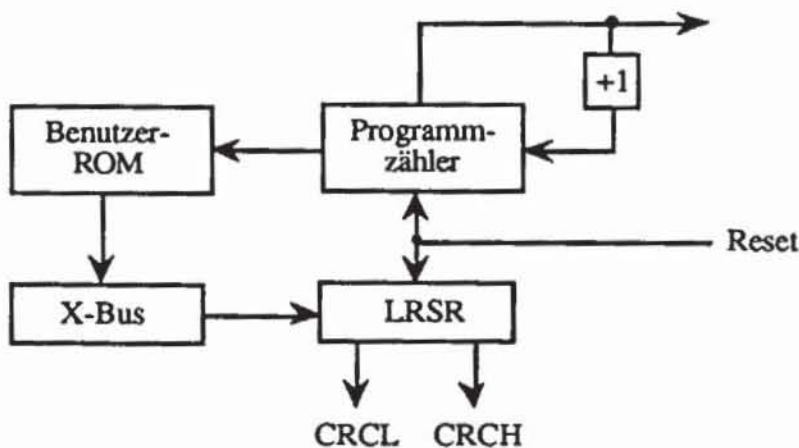 +1
Benutzer-
ROM
Programm-
zähler
Reset
X-Bus
LRSR
CRCL
CRCH